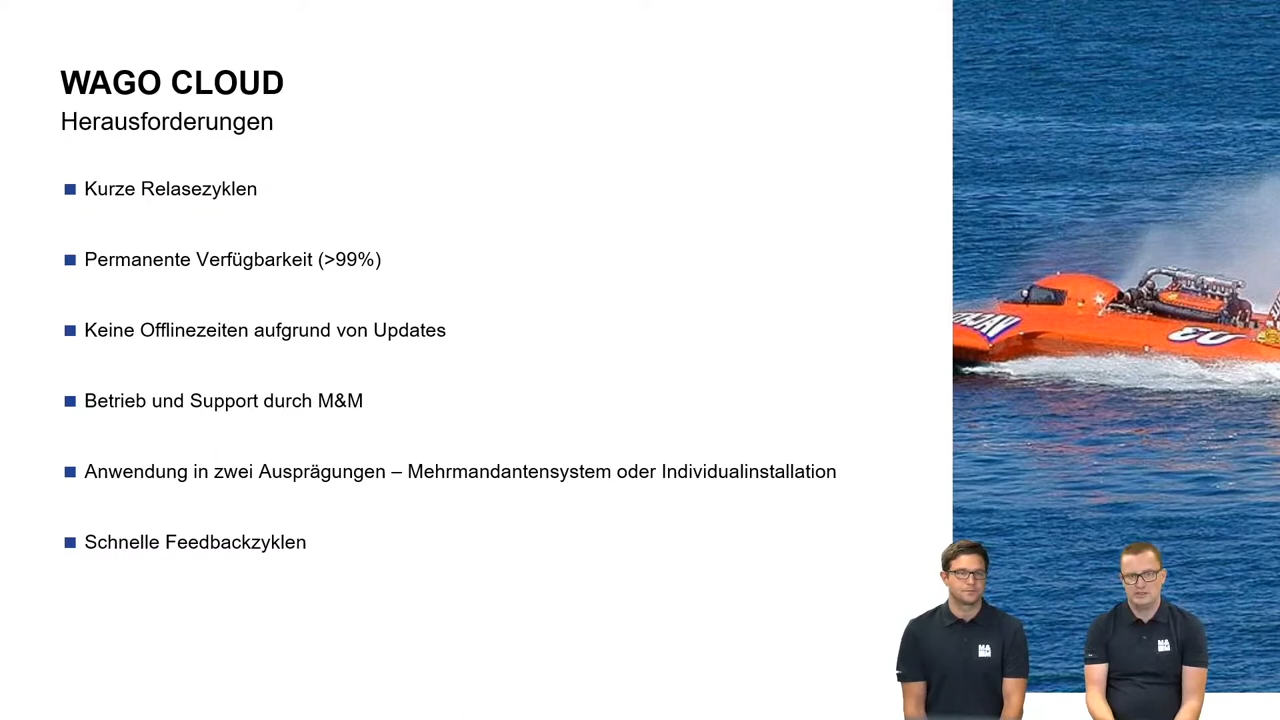 WAGO CLOUD
Herausforderungen
Kurze Relasezyklen
Permanente Verfügbarkeit (>99%)
Keine Offlinezeiten aufgrund von Updates
Betrieb und Support durch M&M
Anwendung in zwei Ausprägungen – Mehrmandantensystem oder Individualinstallation
Schnelle Feedbackzyklen